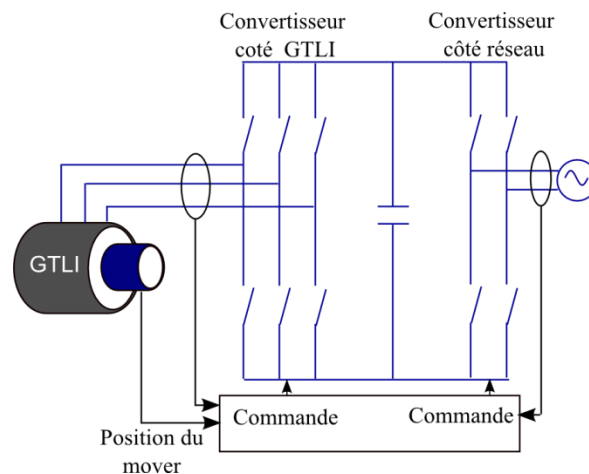 Convertisseur
coté GTLI
Convertisseur
côté réseau
GTLI
Commande
Commande
Position du
mover